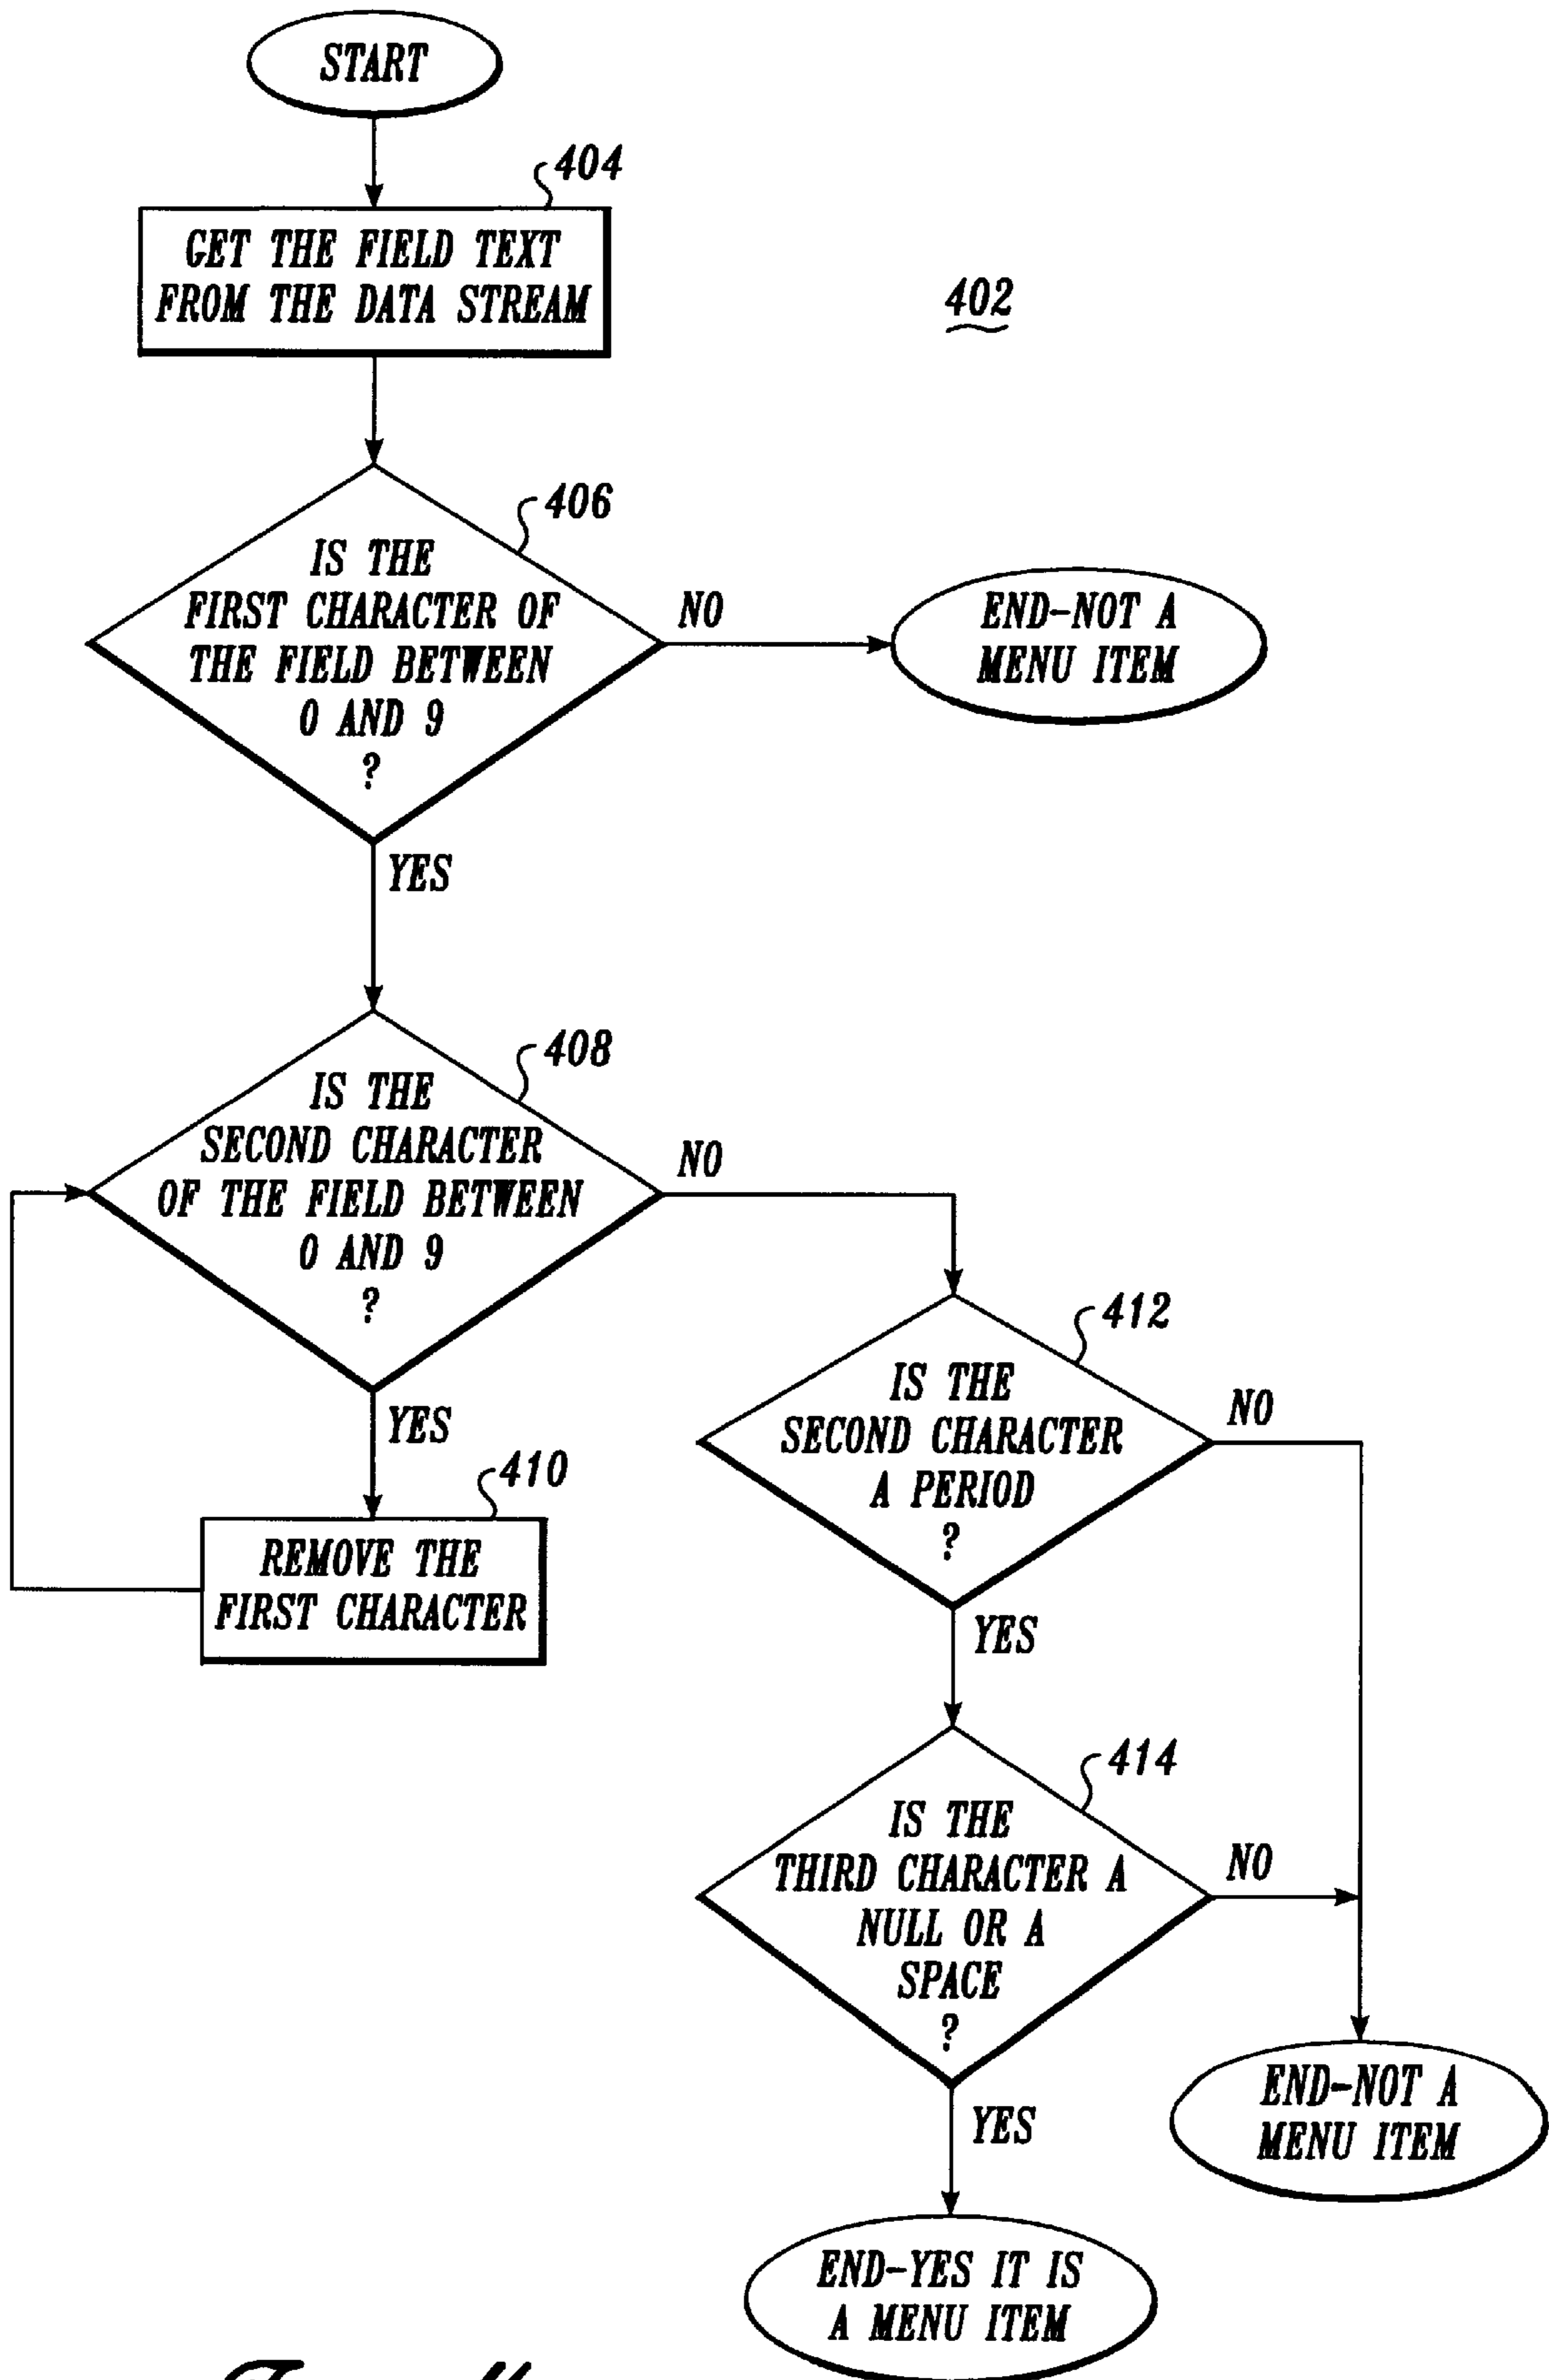 START
404
GET THE FIELD TEXT
FROM THE DATA STREAM
402
406
IS THE
FIRST CHARACTER OF
THE FIELD BETWEEN
0 AND 9
?
NO
END-NOT A
MENU ITEM
YES
408
IS THE
SECOND CHARACTER
OF THE FIELD BETWEEN
0 AND 9
?
NO
YES
410
REMOVE THE
FIRST CHARACTER
412
IS THE
SECOND CHARACTER
A PERIOD
?
NO
YES
414
IS THE
THIRD CHARACTER A
NULL OR A
SPACE
?
NO
YES
END-NOT A
MENU ITEM
END-YES IT IS
A MENU ITEM